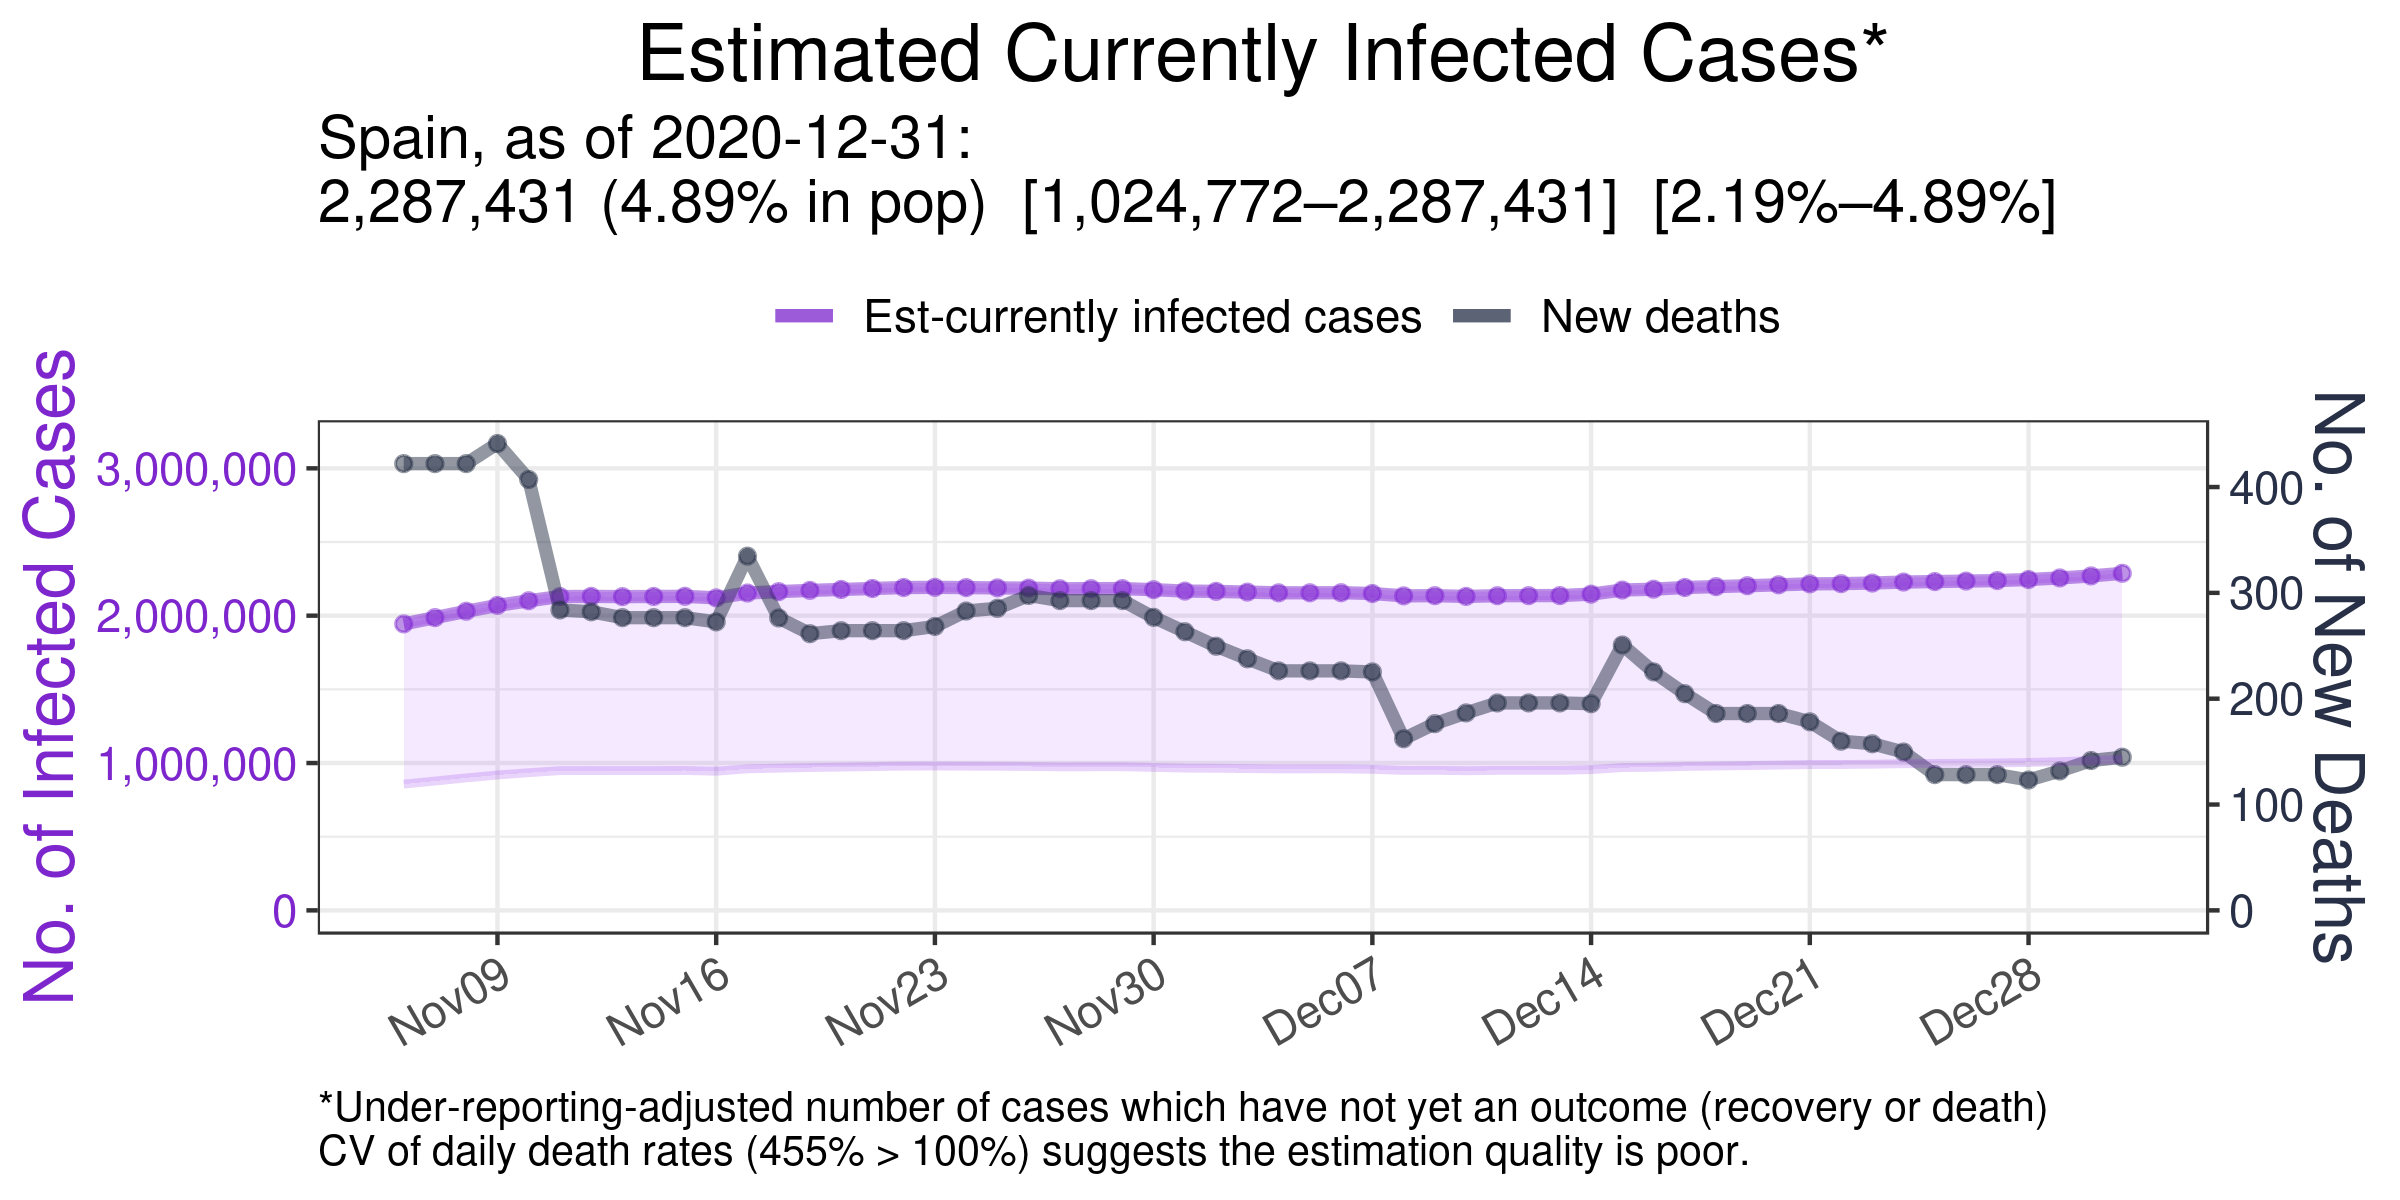 Estimated Currently Infected Cases*
Spain, as of 2020-12-31:
2,287,431 (4.89% in pop) [1,024,772–2,287,431] [2.19%–4.89%]
Est-currently infected cases
New deaths
No. of Infected Cases
3,000,000
2,000,000
1,000,000
0
400
300
200
100
0
No. of New Deaths
Nov09
Nov16
Nov23
Nov30
Dec07
Dec14
Dec21
Dec28
*Under-reporting-adjusted number of cases which have not yet an outcome (recovery or death)
CV of daily death rates (455% > 100%) suggests the estimation quality is poor.